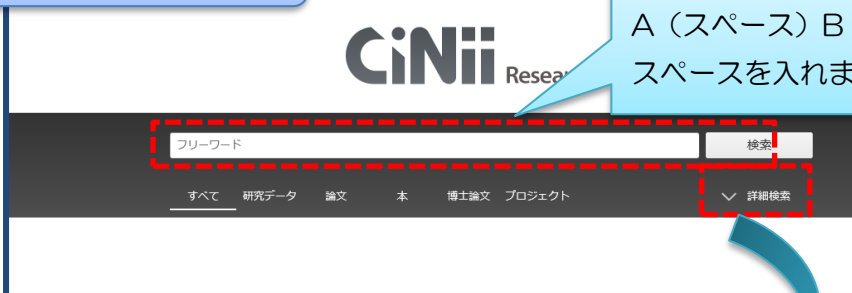 A（スペース）B
スペースを入れま
CiNii Resea
フリーワード
検索
すべて 研究データ 論文 本 博士論文 プロジェクト
詳細検索